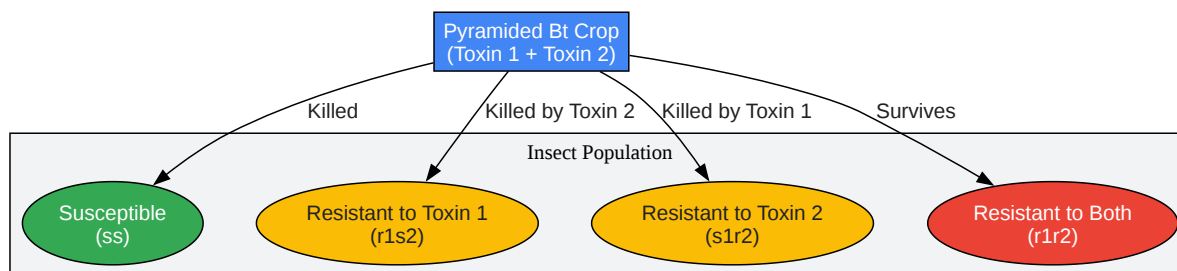 Pyramided Bt Crop
(Toxin 1 + Toxin 2)
Killed
Killed by Toxin 2
Killed by Toxin 1
Survives
Insect Population
Susceptible
(ss)
Resistant to Toxin 1
(r1s2)
Resistant to Toxin 2
(s1r2)
Resistant to Both
(r1r2)